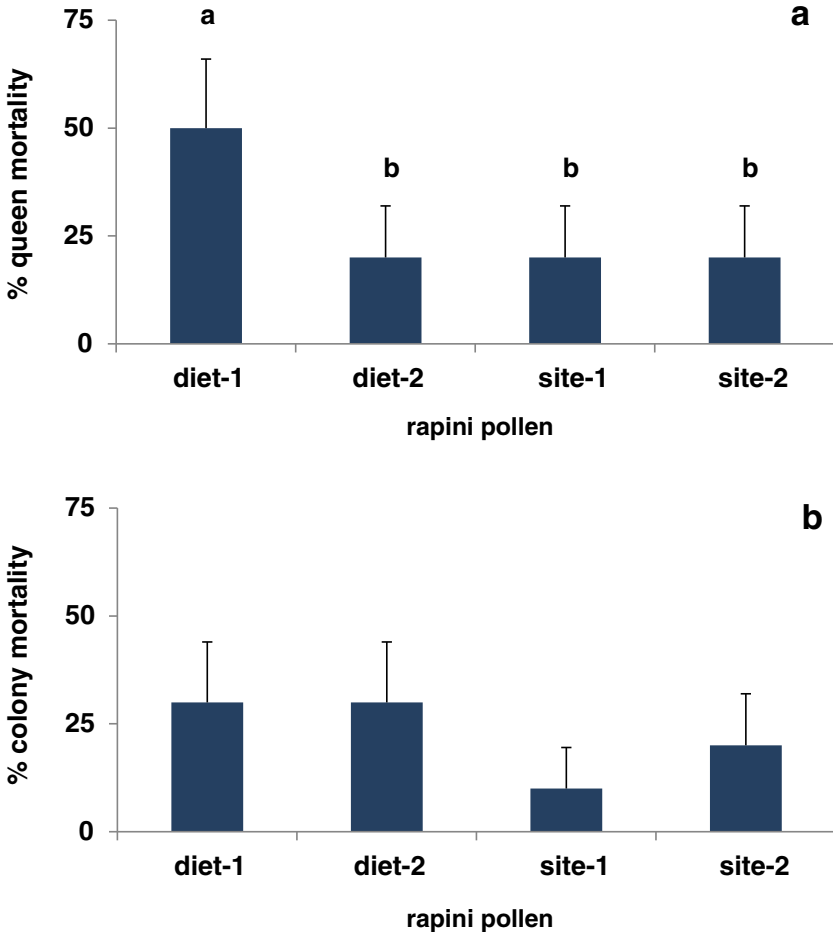 a
a
75
50
25
0
% queen mortality
b
b
b
diet-1
diet-2
site-1
site-2
rapini pollen
b
75
50
25
0
% colony mortality
diet-1
diet-2
site-1
site-2
rapini pollen